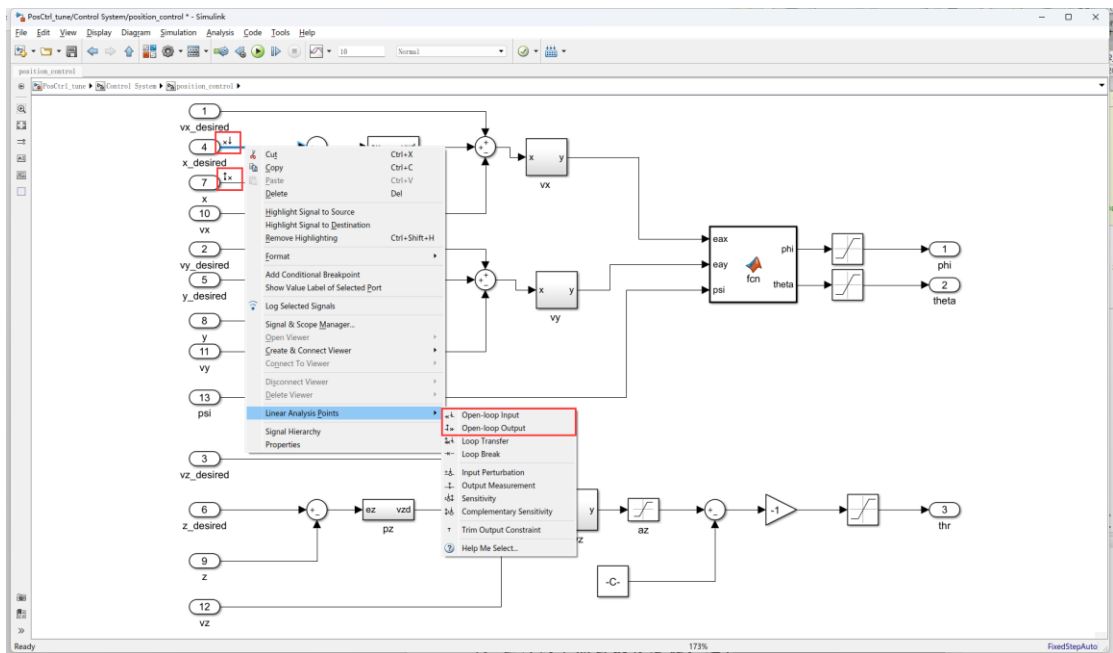 PosCtrl_tune/Control System/position_control * - Simulink
File Edit View Display Diagram Simulation Analysis Code Tools Help
10 Normal
position_control
PosCtrl_tune Control System position_control
1
vx_desired
4
x_desired
7
x
10
vx
2
vy_desired
5
y_desired
8
y
11
vy
13
psi
3
vz_desired
6
z_desired
9
z
12
vz
Cut Ctrl+X
Copy Ctrl+C
Paste Ctrl+V
Delete Del
Highlight Signal to Source
Highlight Signal to Destination
Remove Highlighting Ctrl+Shift+H
Format
Add Conditional Breakpoint
Show Value Label of Selected Port
Log Selected Signals
Signal & Scope Manager...
Open Viewer
Create & Connect Viewer
Connect To Viewer
Disconnect Viewer
Delete Viewer
Linear Analysis Points
Signal Hierarchy
Properties
Open-loop Input
Open-loop Output
Loop Transfer
Loop Break
Input Perturbation
Output Measurement
Sensitivity
Complementary Sensitivity
Trim Output Constraint
Help Me Select...
x y
vx
x y
vy
eax
eay
psi
fcn
phi
theta
1
phi
2
theta
ez vzd
pz
y
az
-1
3
thr
-C-
Ready 173% FixedStepAuto